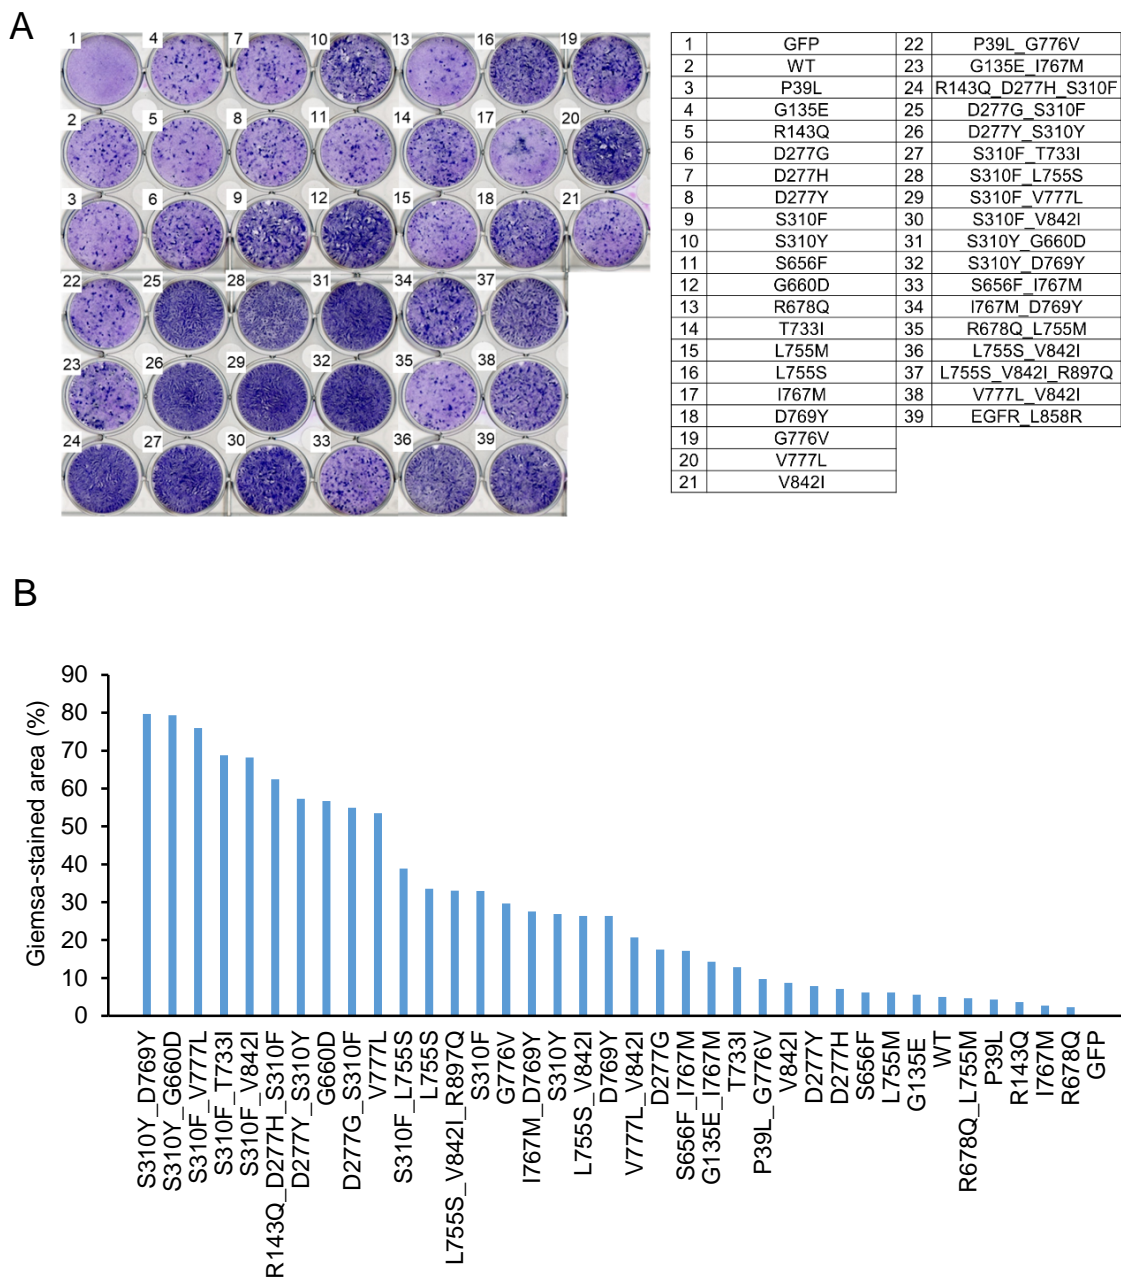 A
1 4 7 10 13 16 19
2 5 8 11 14 17 20
3 6 9 12 15 18 21
22 25 28 31 34 37
23 26 29 32 35 38
24 27 30 33 36 39
1 GFP 22 P39L_G776V
2 WT 23 G135E_I767M
3 P39L 24 R143Q_D277H_S310F
4 G135E 25 D277G_S310F
5 R143Q 26 D277Y_S310Y
6 D277G 27 S310F_T733I
7 D277H 28 S310F_L755S
8 D277Y 29 S310F_V777L
9 S310F 30 S310F_V842I
10 S310Y 31 S310Y_G660D
11 S656F 32 S310Y_D769Y
12 G660D 33 S656F_I767M
13 R678Q 34 I767M_D769Y
14 T733I 35 R678Q_L755M
15 L755M 36 L755S_V842I
16 L755S 37 L755S_V842I_R897Q
17 I767M 38 V777L_V842I
18 D769Y 39 EGFR_L858R
19 G776V
20 V777L
21 V842I
B
Giemsa-stained area (%)
90
80
70
60
50
40
30
20
10
0
S310Y_D769Y
S310Y_G660D
S310F_V777L
S310F_T733I
S310F_V842I
R143Q_D277H_S310F
D277Y_S310Y
G660D
D277G_S310F
V777L
S310F_L755S
L755S
L755S_V842I_R897Q
S310F
G776V
I767M_D769Y
S310Y
L755S_V842I
D769Y
V777L_V842I
D277G
S656F_I767M
G135E_I767M
T733I
P39L_G776V
V842I
D277Y
D277H
S656F
L755M
G135E
WT
R678Q_L755M
P39L
R143Q
I767M
R678Q
GFP